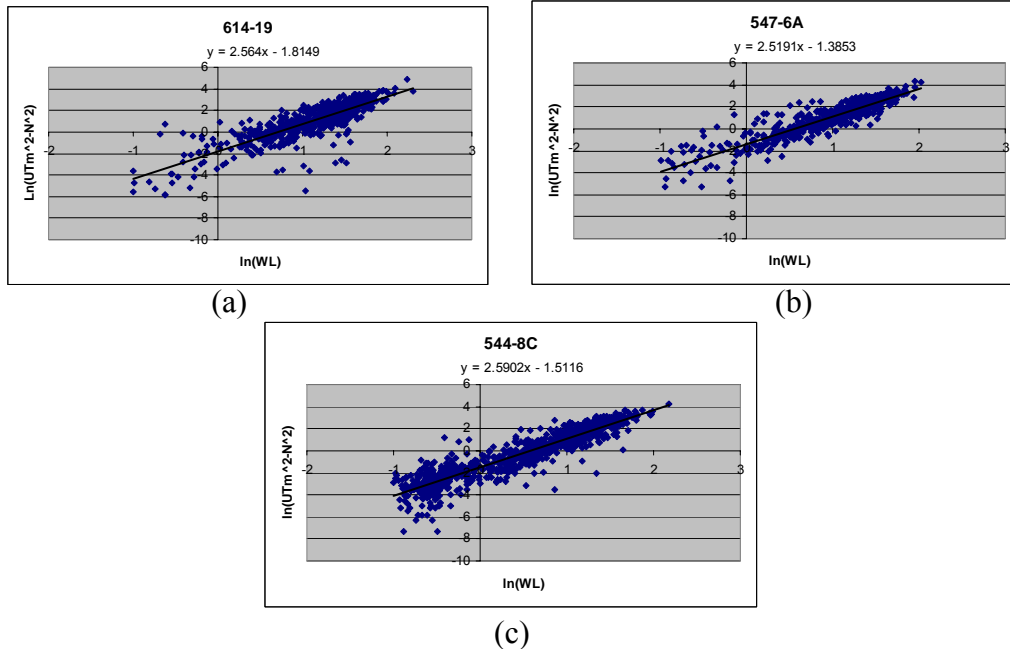 614-19
y = 2.564x - 1.8149
Ln(UTm^2-N^2)
6
4
2
0
-2
-4
-6
-8
-10
-2 -1 0 1 2 3
ln(WL)
(a)
547-6A
y = 2.5191x - 1.3853
ln(UTm^2-N^2)
6
4
2
0
-2
-4
-6
-8
-10
-2 -1 0 1 2 3
ln(WL)
(b)
544-8C
y = 2.5902x - 1.5116
ln(UTm^2-N^2)
6
4
2
0
-2
-4
-6
-8
-10
-2 -1 0 1 2 3
ln(WL)
(c)